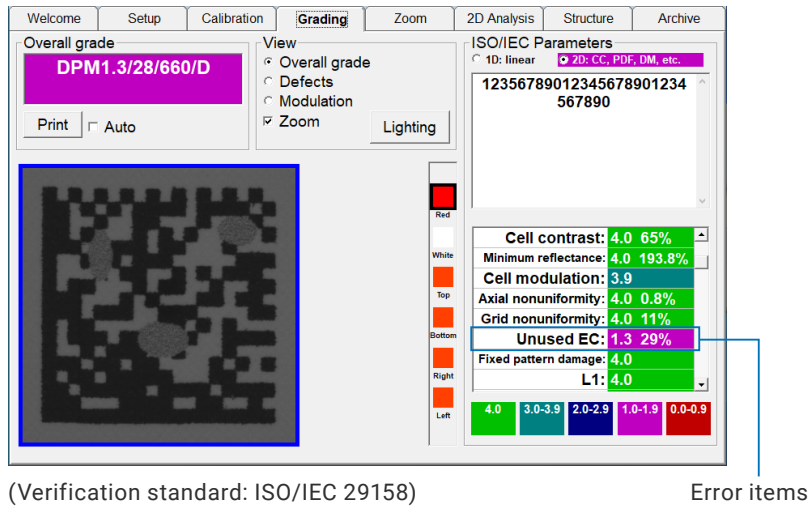 Welcome
Setup
Calibration
Grading
Zoom
2D Analysis
Structure
Archive
Overall grade
DPM1.3/28/660/D
Print
Auto
View
Overall grade
Defects
Modulation
Zoom
Lighting
ISO/IEC Parameters
1D: linear
2D: CC, PDF, DM, etc.
12356789012345678901234
567890
Red
White
Top
Bottom
Right
Left
Cell contrast: 4.0 65%
Minimum reflectance: 4.0 193.8%
Cell modulation: 3.9
Axial nonuniformity: 4.0 0.8%
Grid nonuniformity: 4.0 11%
Unused EC: 1.3 29%
Fixed pattern damage: 4.0
L1: 4.0
4.0
3.0-3.9
2.0-2.9
1.0-1.9
0.0-0.9
(Verification standard: ISO/IEC 29158)
Error items